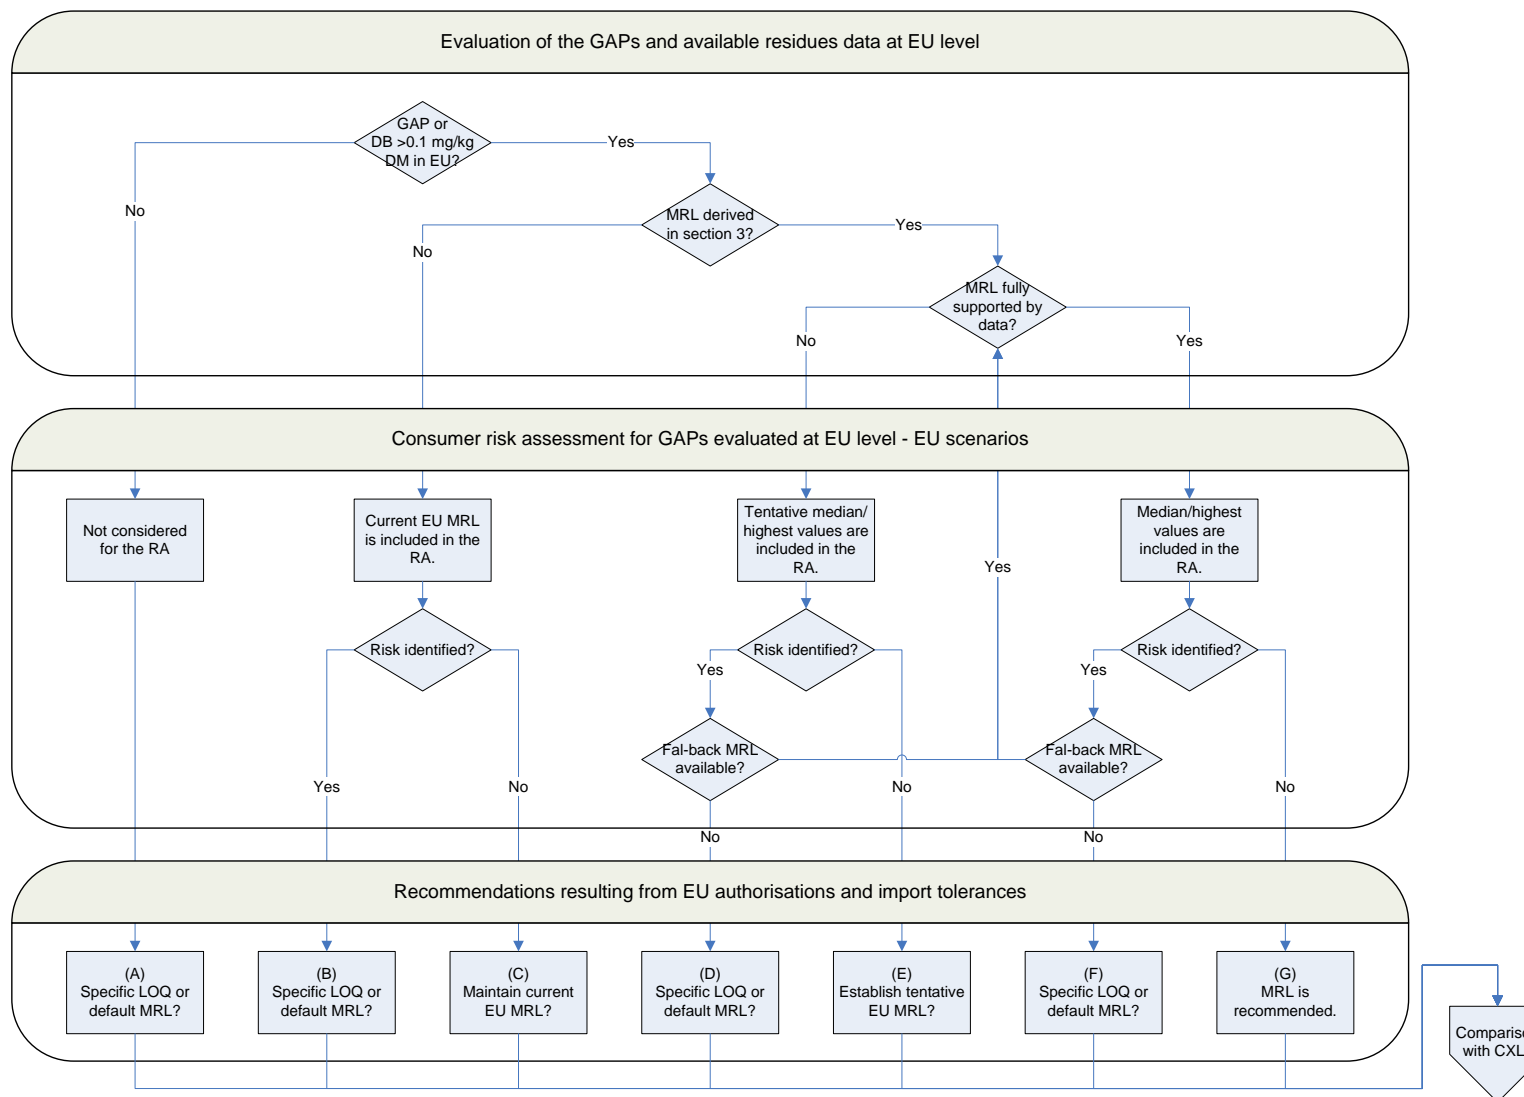 Evaluation of the GAPs and available residues data at EU level
GAP or
DB >0.1 mg/kg
DM in EU?
Yes
No
MRL derived
in section 3?
Yes
No
MRL fully
supported by
data?
No
Yes
Consumer risk assessment for GAPs evaluated at EU level - EU scenarios
Not considered
for the RA
Current EU MRL
is included in the
RA.
Tentative median/
highest values are
included in the
RA.
Yes
Median/highest
values are
included in the
RA.
Risk identified?
Risk identified?
Risk identified?
Yes
Yes
Fal-back MRL
available?
Fal-back MRL
available?
Yes
No
No
No
No
No
Recommendations resulting from EU authorisations and import tolerances
(A)
Specific LOQ or
default MRL?
(B)
Specific LOQ or
default MRL?
(C)
Maintain current
EU MRL?
(D)
Specific LOQ or
default MRL?
(E)
Establish tentative
EU MRL?
(F)
Specific LOQ or
default MRL?
(G)
MRL is
recommended.
Comparis
with CXL